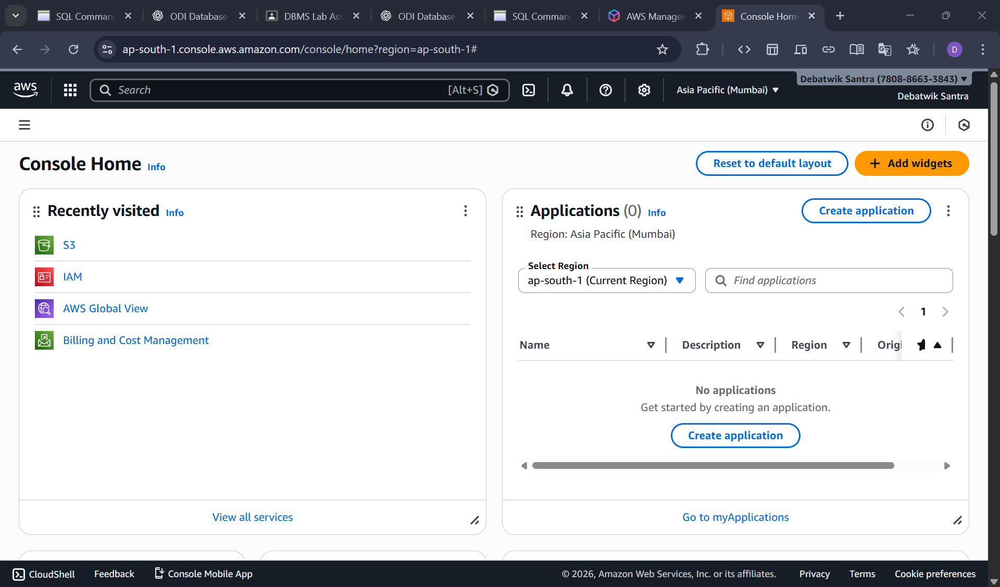 SQL Comman
ODI Database
DBMS Lab Ass
ODI Database
SQL Comman
AWS Manager
Console Hom
ap-south-1.console.aws.amazon.com/console/home?region=ap-south-1#
D
aws
Search
[Alt+S]
Asia Pacific (Mumbai)
Debatwik Santra (7808-8663-3843)
Debatwik Santra
Console Home Info
Reset to default layout
Add widgets
Recently visited Info
S3
IAM
AWS Global View
Billing and Cost Management
View all services
Applications (0) Info
Create application
Region: Asia Pacific (Mumbai)
Select Region
ap-south-1 (Current Region)
Find applications
1
Name
Description
Region
Origi
No applications
Get started by creating an application.
Create application
Go to myApplications
CloudShell
Feedback
Console Mobile App
© 2026, Amazon Web Services, Inc. or its affiliates.
Privacy
Terms
Cookie preferences